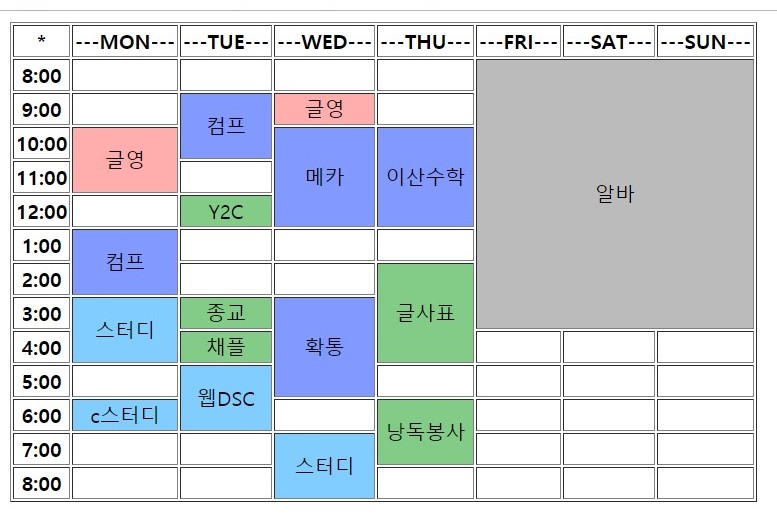 * ---MON--- ---TUE--- ---WED--- ---THU--- ---FRI--- ---SAT--- ---SUN---
8:00 알바
9:00 컴프 글영
10:00 글영 메카 이산수학
11:00
12:00 Y2C
1:00 컴프
2:00 글사표
3:00 스터디 종교 확통
4:00 채플
5:00 웹DSC
6:00 c스터디 낭독봉사
7:00 스터디
8:00